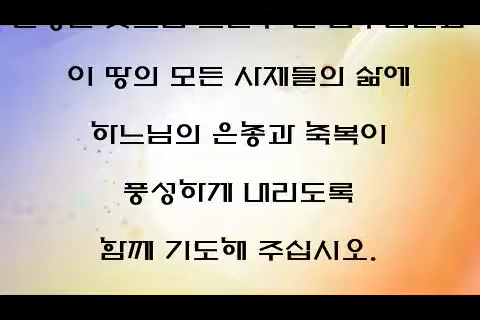 이 땅의 모든 사제들의 삶에
하느님의 은총과 축복이
풍성하게 내리도록
함께 기도해 주십시오.